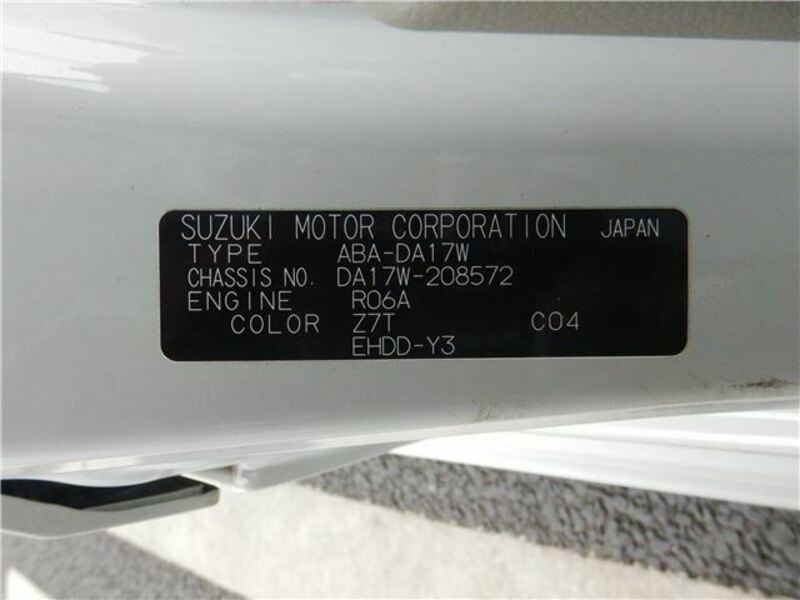 SUZUKI MOTOR CORPORATION JAPAN
TYPE ABA-DA17W
CHASSIS NO. DA17W-208572
ENGINE R06A
COLOR Z7T C04
EHDD-Y3